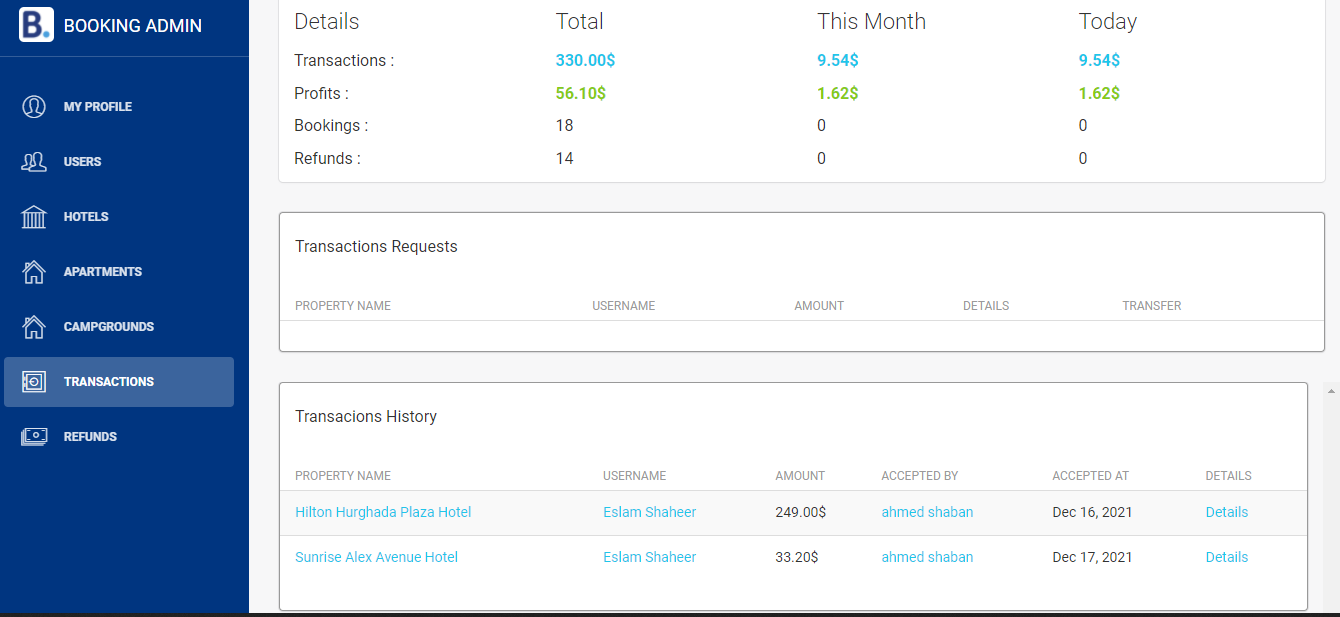 B. BOOKING ADMIN
MY PROFILE
USERS
HOTELS
APARTMENTS
CAMPGROUNDS
TRANSACTIONS
REFUNDS
Details Total This Month Today
Transactions : 330.00$ 9.54$ 9.54$
Profits : 56.10$ 1.62$ 1.62$
Bookings : 18 0 0
Refunds : 14 0 0
Transactions Requests
PROPERTY NAME USERNAME AMOUNT DETAILS TRANSFER
Transacions History
PROPERTY NAME USERNAME AMOUNT ACCEPTED BY ACCEPTED AT DETAILS
Hilton Hurghada Plaza Hotel Eslam Shaheer 249.00$ ahmed shaban Dec 16, 2021 Details
Sunrise Alex Avenue Hotel Eslam Shaheer 33.20$ ahmed shaban Dec 17, 2021 Details